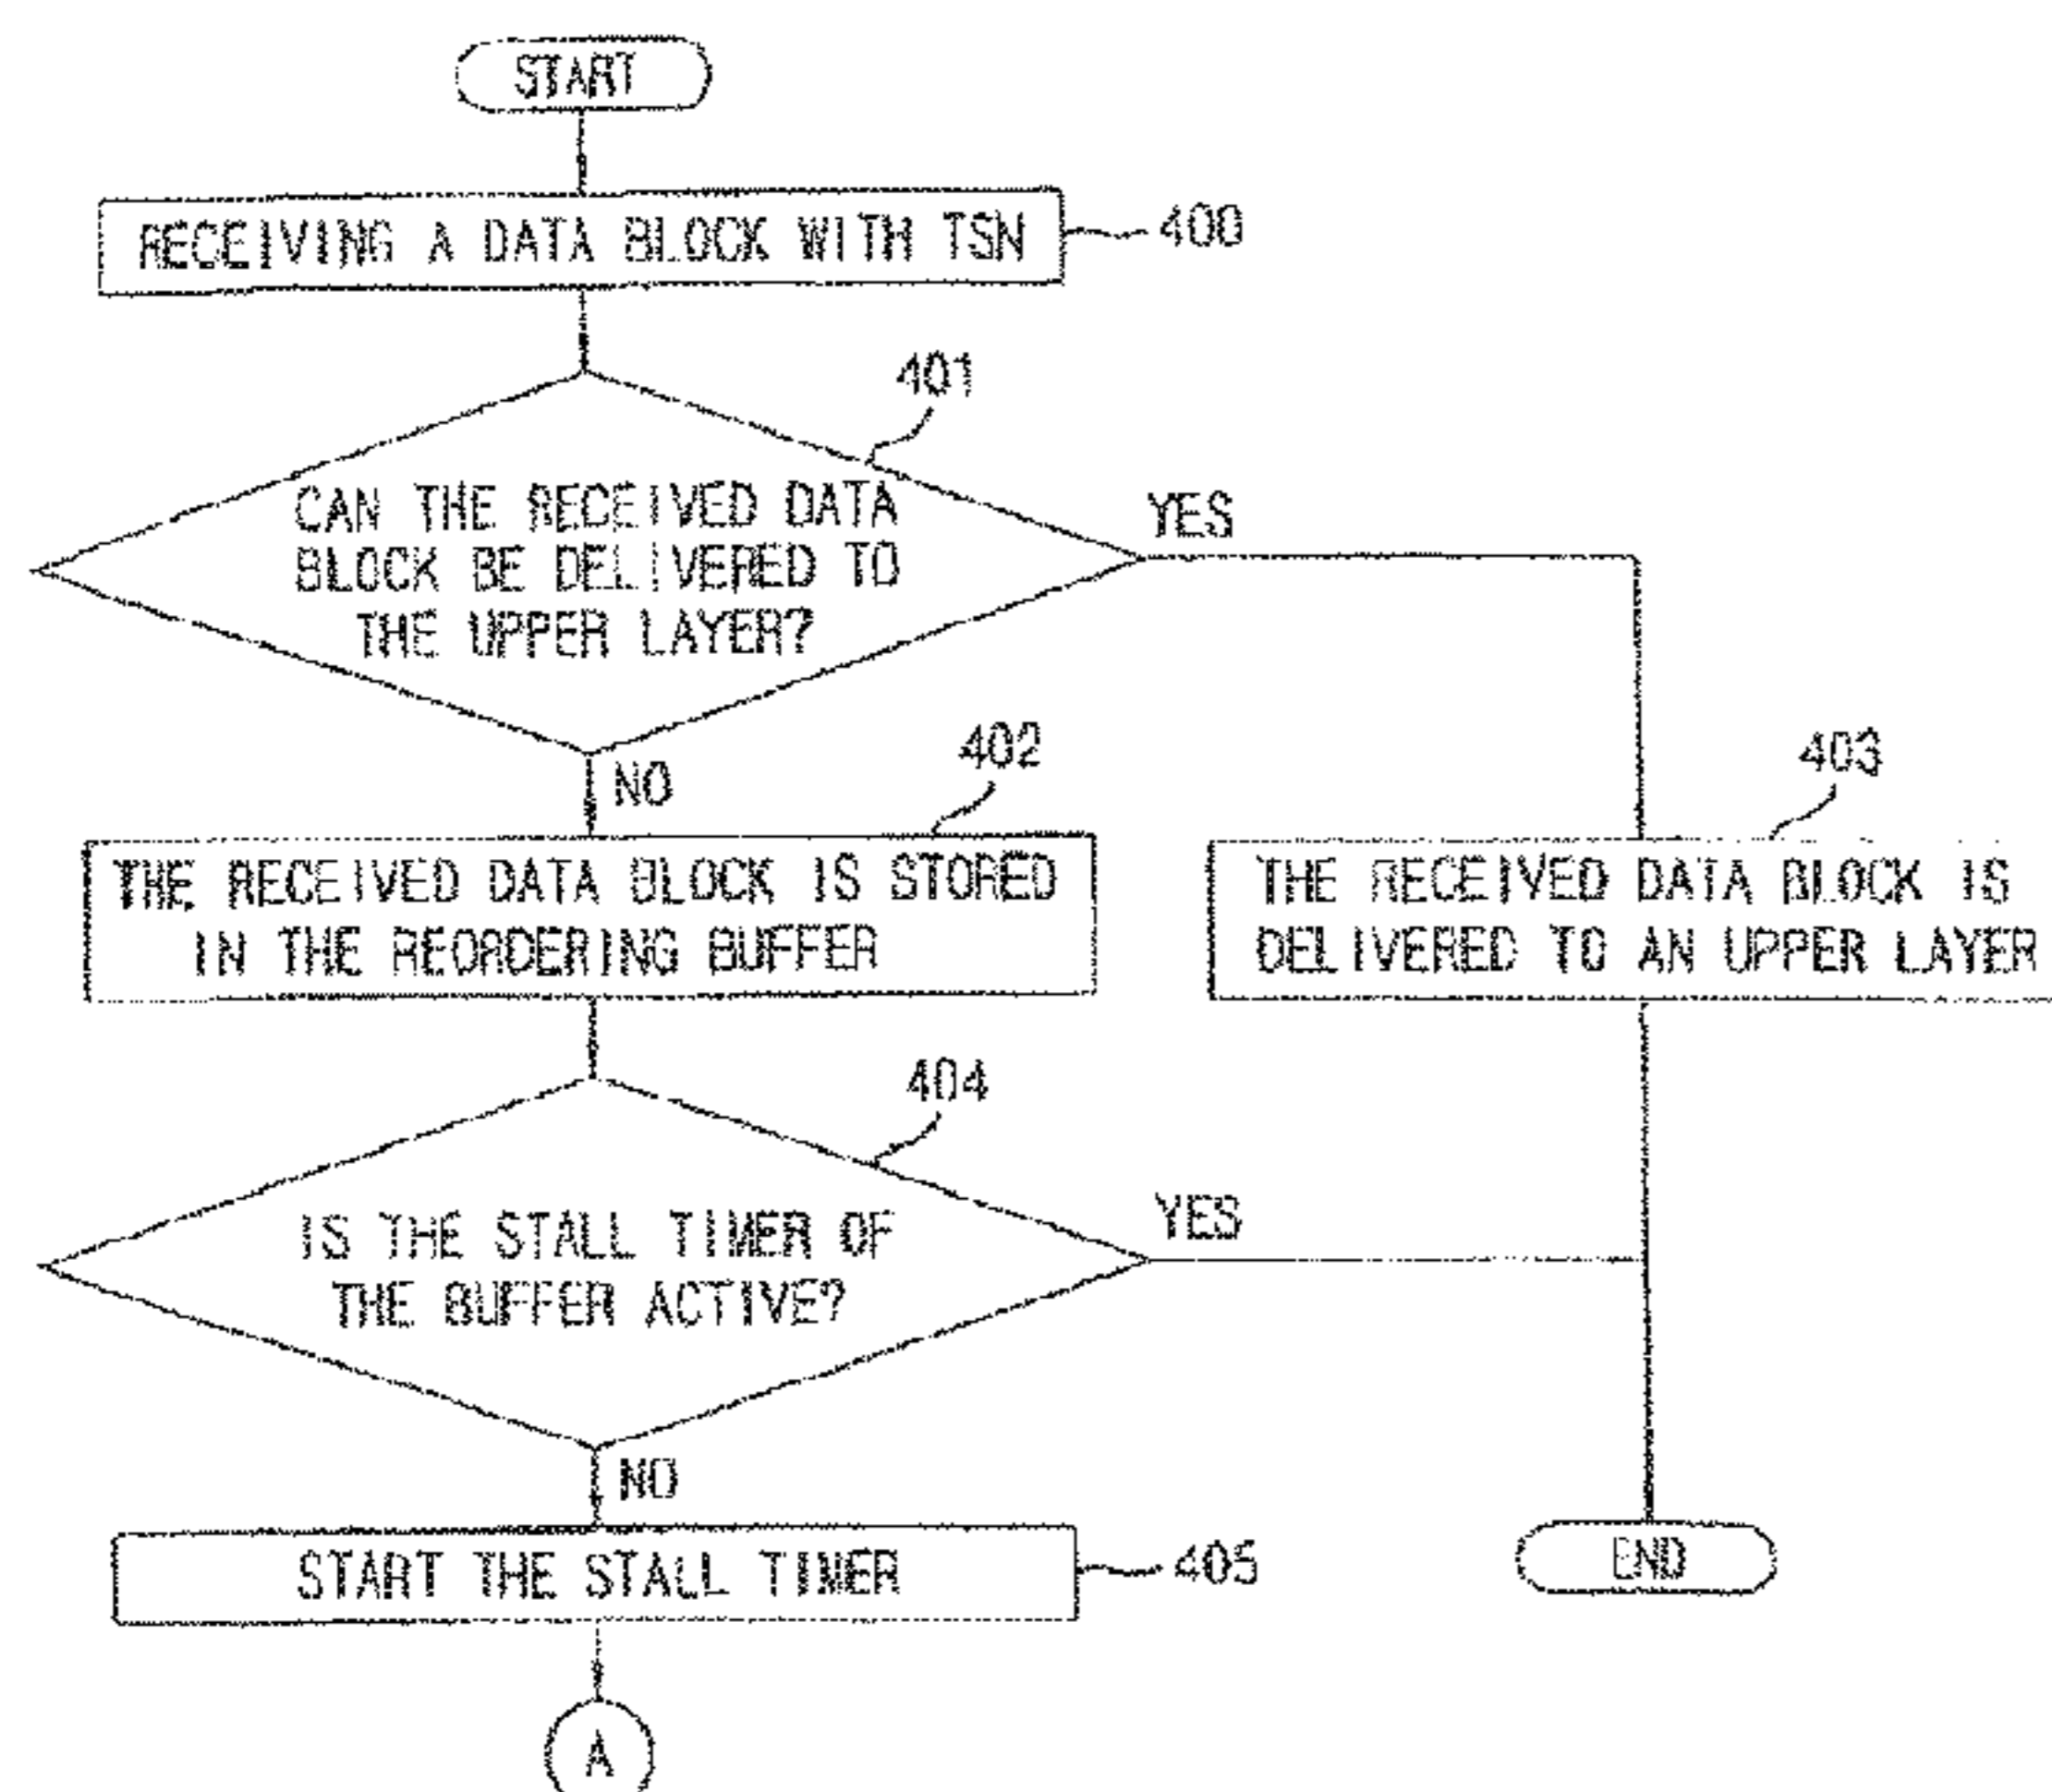 START
RECEIVING A DATA BLOCK WITH TSN
400
401
CAN THE RECEIVED DATA
BLOCK BE DELIVERED TO
THE UPPER LAYER?
YES
NO
402
403
THE RECEIVED DATA BLOCK IS STORED
IN THE REORDERING BUFFER
THE RECEIVED DATA BLOCK IS
DELIVERED TO AN UPPER LAYER
404
IS THE STALL TIMER OF
THE BUFFER ACTIVE?
YES
NO
START THE STALL TIMER
405
END
A